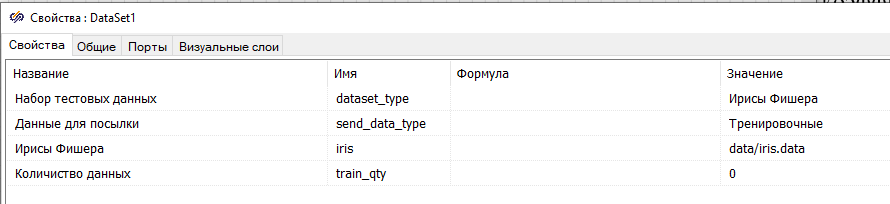 Свойства : DataSet1
Свойства Общие Порты Визуальные слои
Название Имя Формула Значение
Набор тестовых данных dataset_type Ирисы Фишера
Данные для посылки send_data_type Тренировочные
Ирисы Фишера iris data/iris.data
Количиство данных train_qty 0